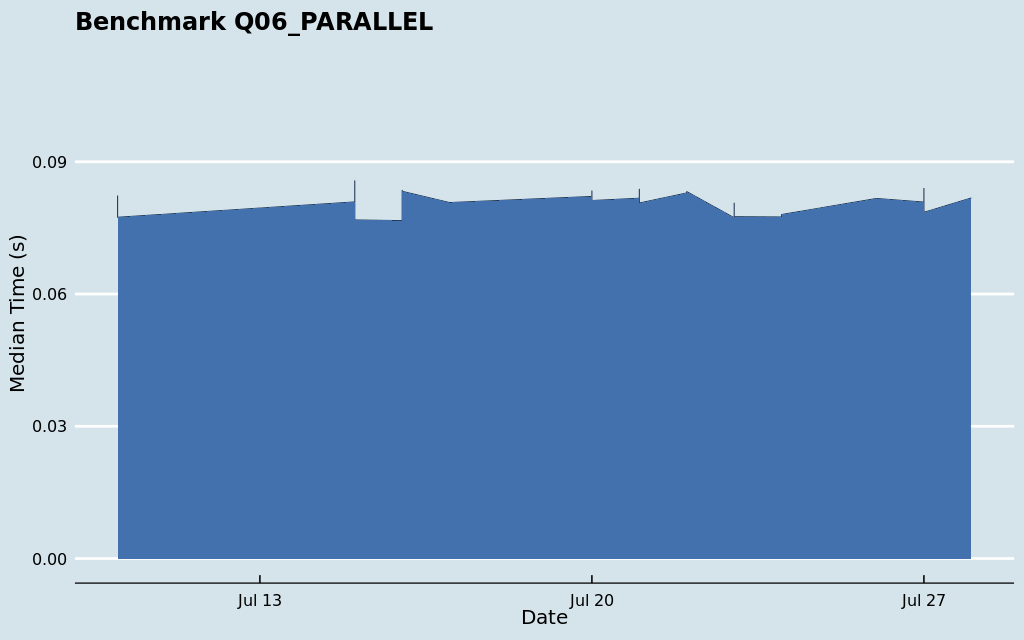 Benchmark Q06_PARALLEL
0.09
0.06
0.03
0.00
Median Time (s)
Jul 13
Jul 20
Jul 27
Date